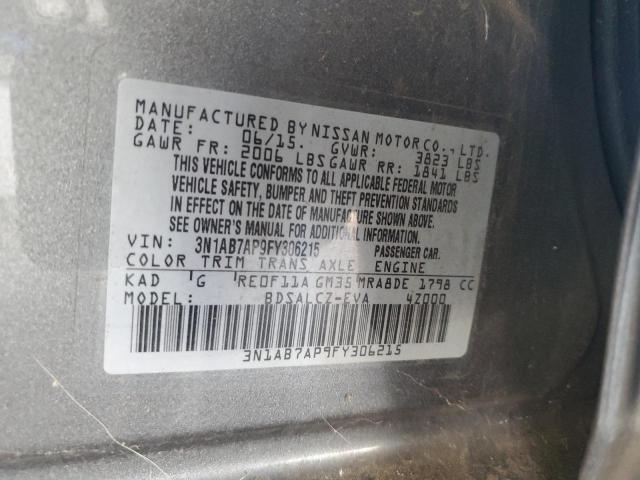 MANUFACTURED BY NISSAN MOTOR CO., LTD.
DATE: 06/15. GVWR: 3823 LBS
GAWR FR: 2006 LBS GAWR RR: 1841 LBS
THIS VEHICLE CONFORMS TO ALL APPLICABLE FEDERAL MOTOR
VEHICLE SAFETY, BUMPER AND THEFT PREVENTION STANDARDS
IN EFFECT ON THE DATE OF MANUFACTURE SHOWN ABOVE.
SEE OWNER'S MANUAL FOR ADDITIONAL INFORMATION.
VIN: 3N1AB7AP9FY306215 PASSENGER CAR.
COLOR TRIM TRANS AXLE ENGINE
KAD G RE0F11A GM35 MRA8DE 1798 CC
MODEL: BDSALCZ-EVA 4Z000
3N1AB7AP9FY306215